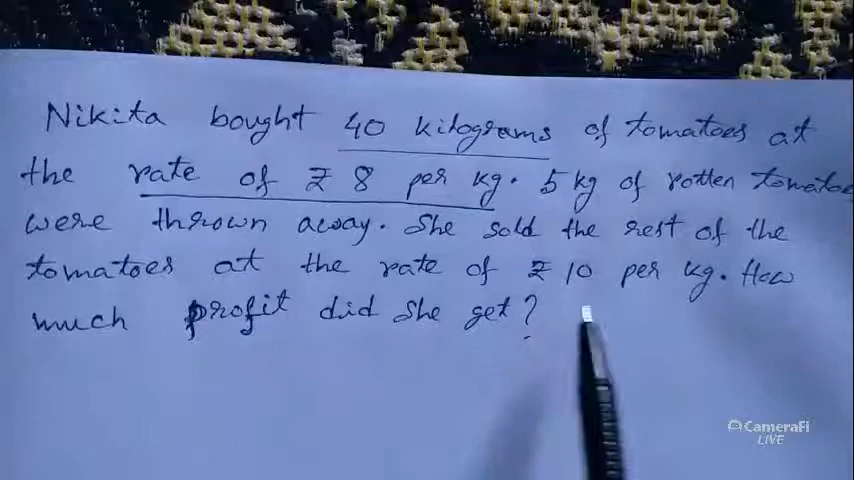 Nikita bought 40 kilograms of tomatoes at
the rate of ₹ 8 per kg. 5 kg of rotten tomatoe
were thrown away. She sold the rest of the
tomatoes at the rate of ₹ 10 per kg. How
much profit did she get?
CameraFi
LIVE